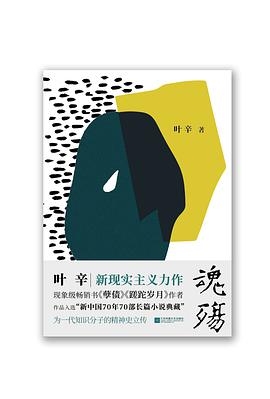 叶辛 著
叶 辛 | 新现实主义力作
现象级畅销书《孽债》《蹉跎岁月》作者
作品入选“新中国70年70部长篇小说典藏”
为一代知识分子的精神史立传
魂殇